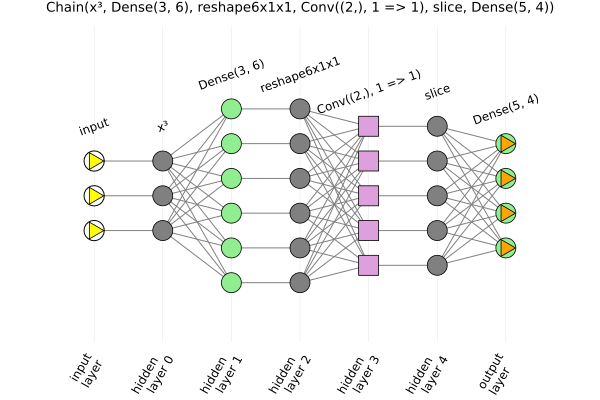 Chain(x³, Dense(3, 6), reshape6x1x1, Conv((2,), 1 => 1), slice, Dense(5, 4))
input
x³
Dense(3, 6)
reshape6x1x1
Conv((2,), 1 => 1)
slice
Dense(5, 4)
input
layer
hidden
layer 0
hidden
layer 1
hidden
layer 2
hidden
layer 3
hidden
layer 4
output
layer